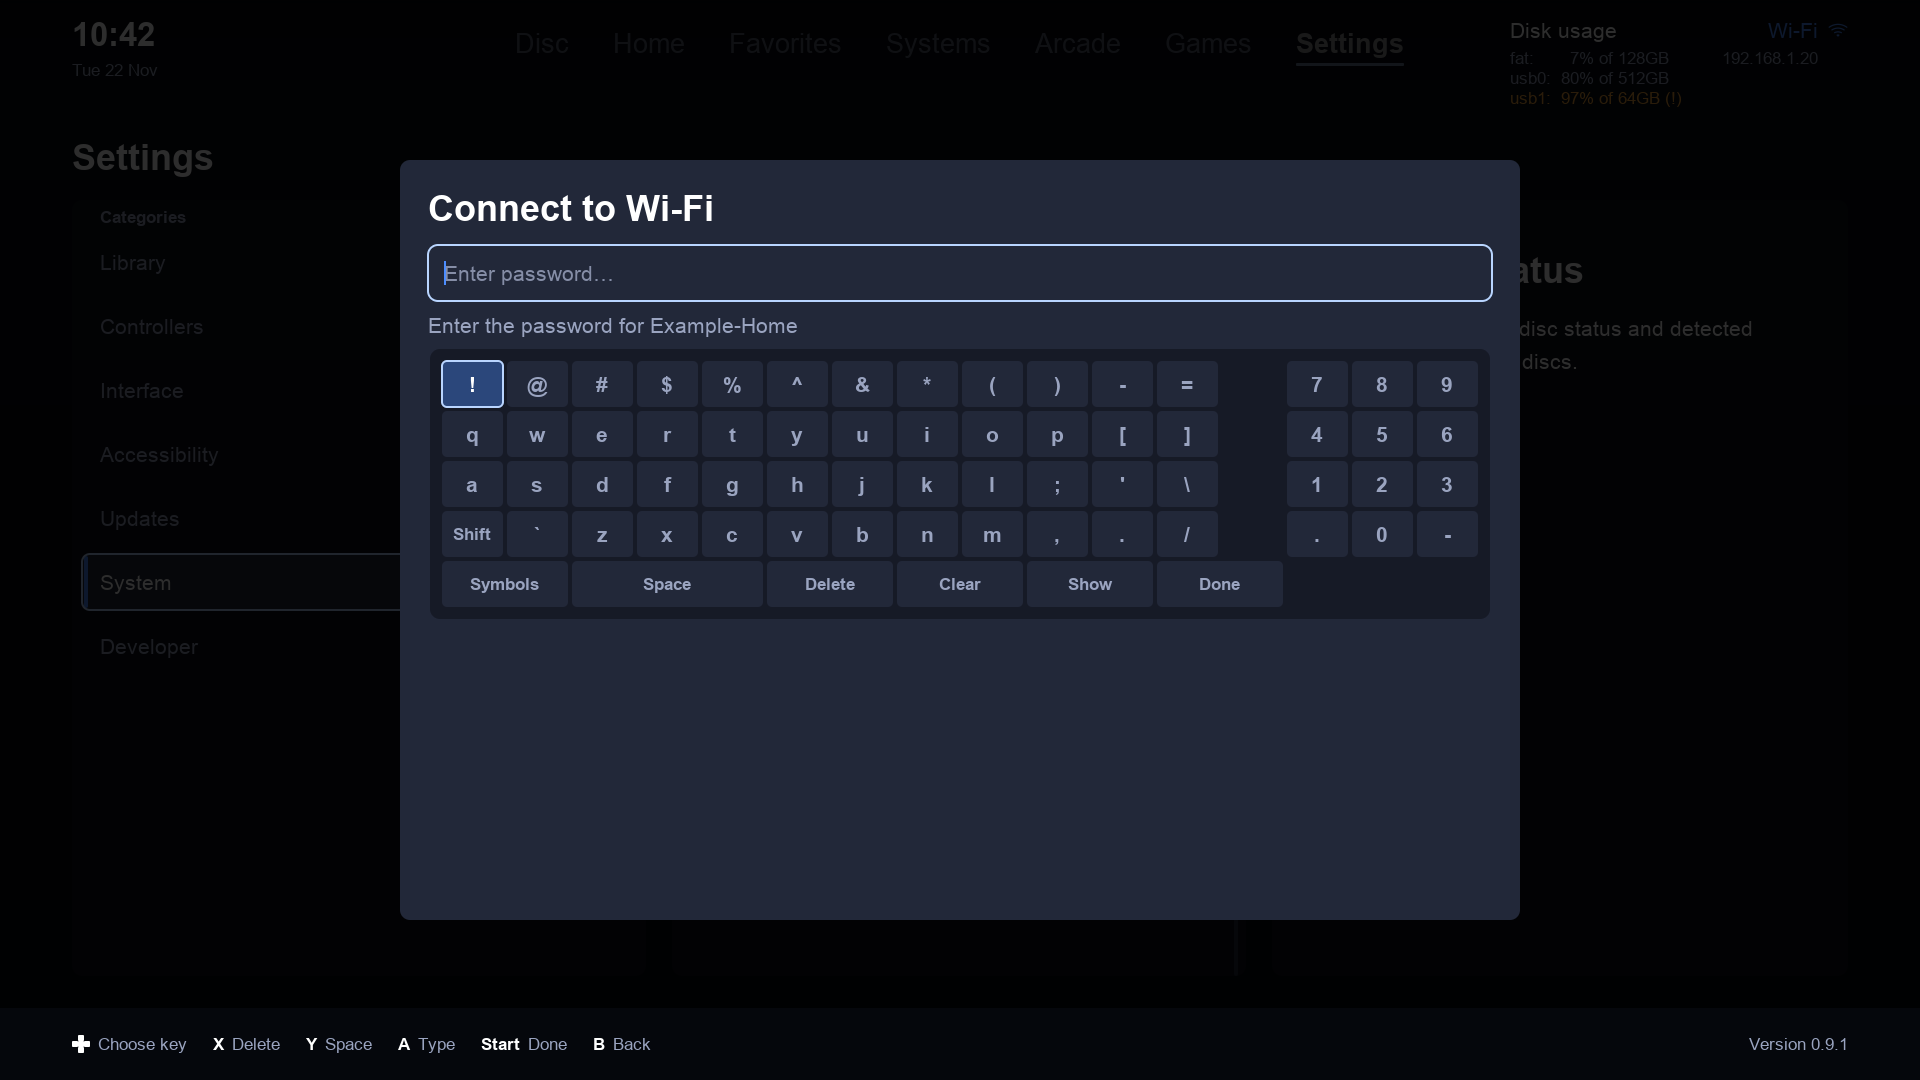 10:42
Tue 22 Nov
Disc Home Favorites Systems Arcade Games Settings
Disk usage
fat: 7% of 128GB
usb0: 80% of 512GB
usb1: 97% of 64GB (!)
Wi-Fi
192.168.1.20
Settings
Categories
Library
Controllers
Interface
Accessibility
Updates
System
Developer
atus
disc status and detected
discs.
Connect to Wi-Fi
Enter password...
Enter the password for Example-Home
! @ # $ % ^ & * ( ) - = 7 8 9
q w e r t y u i o p [ ] 4 5 6
a s d f g h j k l ; ' \ 1 2 3
Shift ` z x c v b n m , . / . 0 -
Symbols Space Delete Clear Show Done
Choose key X Delete Y Space A Type Start Done B Back
Version 0.9.1